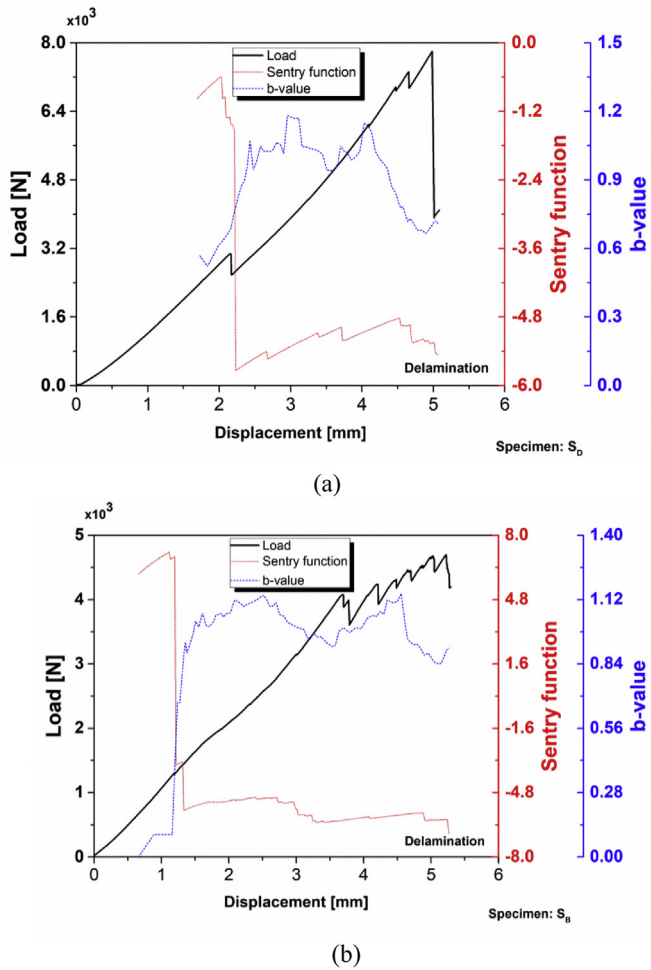 x10³
8.0
6.4
4.8
3.2
1.6
0.0
Load [N]
Load
Sentry function
b-value
0.0
-1.2
-2.4
-3.6
-4.8
-6.0
Sentry function
1.5
1.2
0.9
0.6
0.3
0.0
b-value
Delamination
0 1 2 3 4 5 6
Displacement [mm]
Specimen: S_D
(a)
x10³
5
4
3
2
1
0
Load [N]
Load
Sentry function
b-value
8.0
4.8
1.6
-1.6
-4.8
-8.0
Sentry function
1.40
1.12
0.84
0.56
0.28
0.00
b-value
Delamination
0 1 2 3 4 5 6
Displacement [mm]
Specimen: S_B
(b)